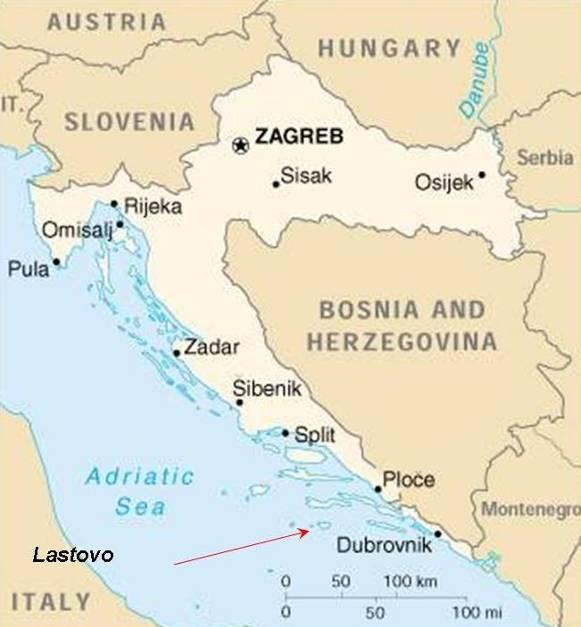 AUSTRIA
HUNGARY
Danube
IT.
SLOVENIA
ZAGREB
Serbia
Sisak
Osijek
Rijeka
Omisalj
Pula
BOSNIA AND
HERZEGOVINA
Zadar
Sibenik
Split
Adriatic
Sea
Ploče
Montenegro
Lastovo
Dubrovnik
0 50 100 km
0 50 100 mi
ITALY